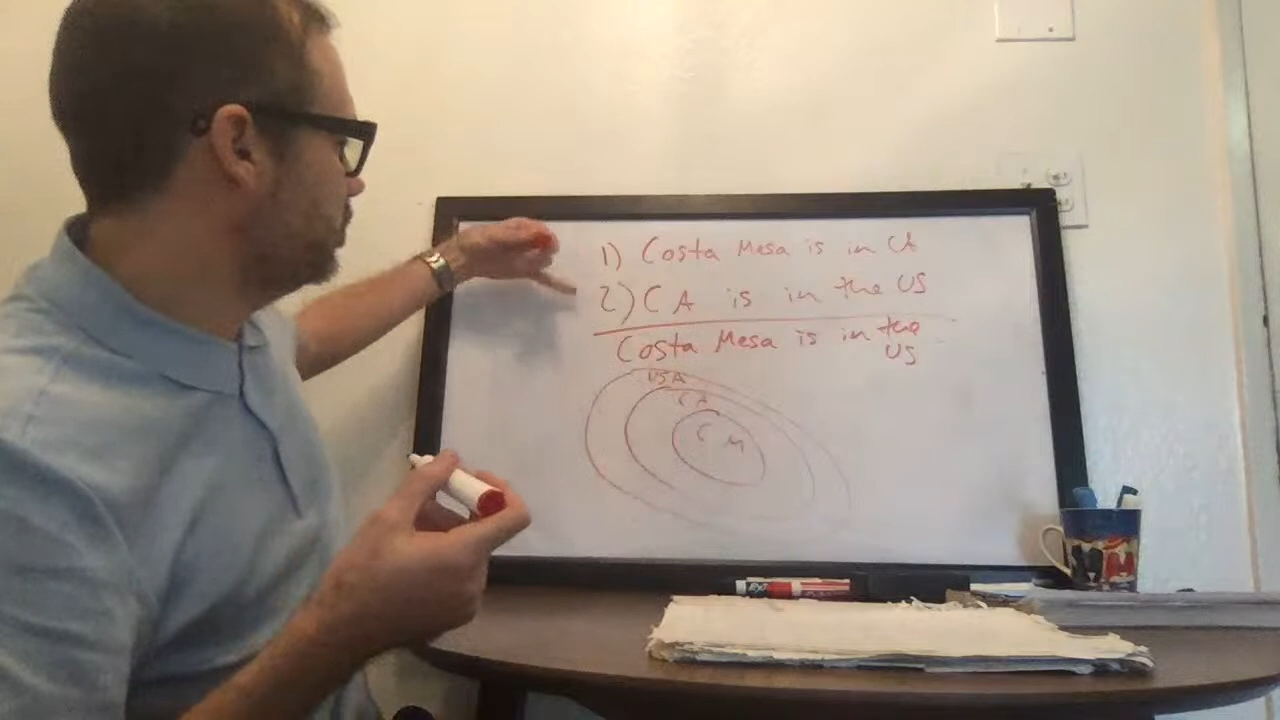 1) Costa Mesa is in CA
2) CA is in the US
Costa Mesa is in the
US
USA
CA
CM